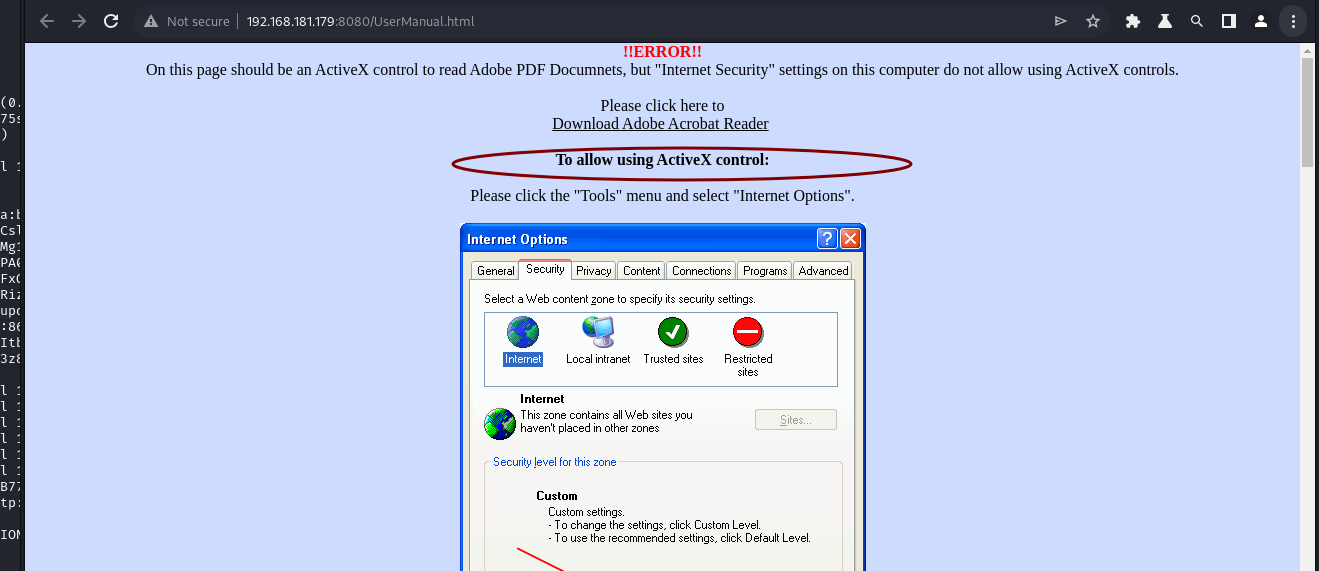 Not secure 192.168.181.179:8080/UserManual.html
!!ERROR!!
On this page should be an ActiveX control to read Adobe PDF Documnets, but "Internet Security" settings on this computer do not allow using ActiveX controls.
Please click here to
Download Adobe Acrobat Reader
To allow using ActiveX control:
Please click the "Tools" menu and select "Internet Options".
Internet Options
General Security Privacy Content Connections Programs Advanced
Select a Web content zone to specify its security settings.
Internet Local intranet Trusted sites Restricted
sites
Internet
This zone contains all Web sites you
haven't placed in other zones
Sites...
Security level for this zone
Custom
Custom settings.
- To change the settings, click Custom Level.
- To use the recommended settings, click Default Level.
(0.
75s
)
l 1
a:b
Csl
Mg1
:86
3z8
l 1
l 1
l 1
l 1
l 1
l 1
B77
tp: